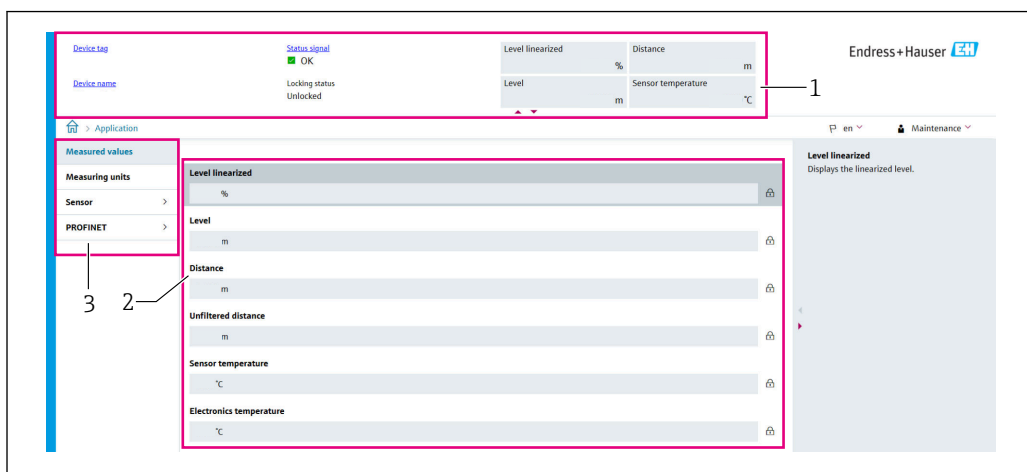 Device tag
Status signal
OK
Level linearized
%
Distance
m
Endress+Hauser EH
Device name
Locking status
Unlocked
Level
m
Sensor temperature
°C
1
> Application
en
Maintenance
Measured values
Measuring units
Sensor >
PROFINET >
3
2
Level linearized
%
Level
m
Distance
m
Unfiltered distance
m
Sensor temperature
°C
Electronics temperature
°C
Level linearized
Displays the linearized level.